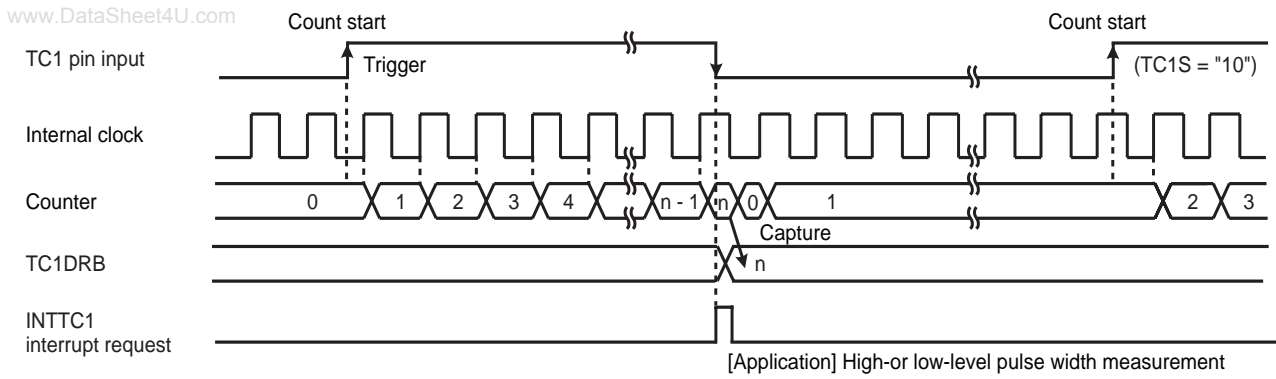 www.DataSheet4U.com
Count start
Count start
TC1 pin input
Trigger
(TC1S = "10")
Internal clock
Counter
0
1
2
3
4
n - 1
n
0
1
2
3
Capture
TC1DRB
n
INTTC1
interrupt request
[Application] High-or low-level pulse width measurement